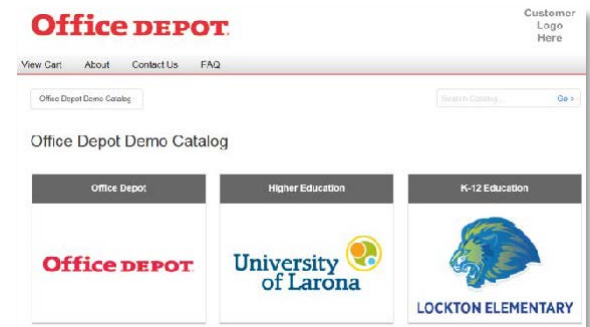 Office DEPOT.
Customer
Logo
Here
View Cart About Contact Us FAQ
Office Depot Demo Catalog
Search Catalog... Go >
Office Depot Demo Catalog
Office Depot
Higher Education
K-12 Education
Office DEPOT
University
of Larona
LOCKTON ELEMENTARY